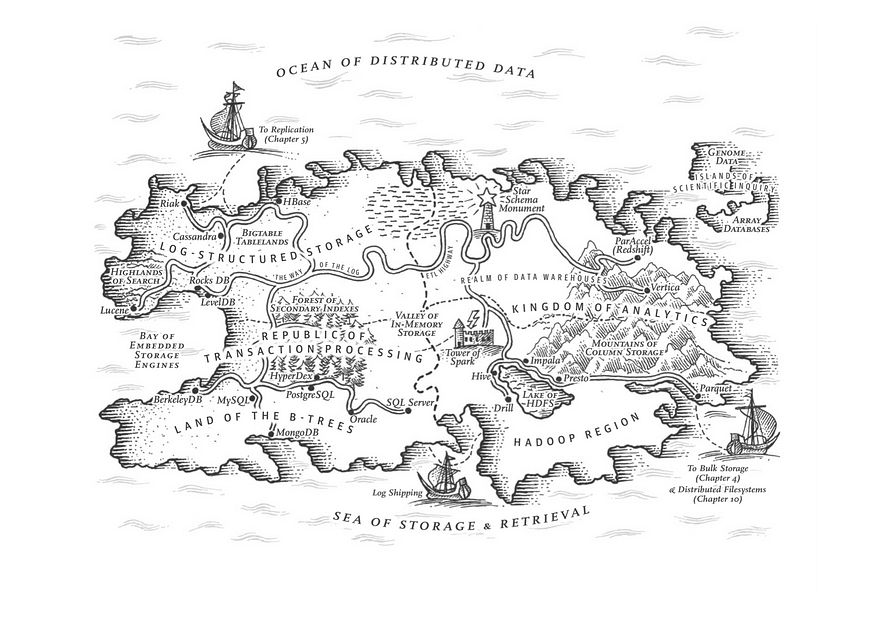 OCEAN OF DISTRIBUTED DATA
To Replication
(Chapter 5)
GENOME
DATA
ISLANDS OF
SCIENTIFIC INQUIRY
ARRAY
DATABASES
Riak
HBase
Cassandra
BIGTABLE
TABLELANDS
STAR
SCHEMA
MONUMENT
LOG-STRUCTURED STORAGE
ParAccel
(Redshift)
HIGHLANDS
OF SEARCH
THE WAY OF THE LOG
ETL HIGHWAY
REALM OF DATA WAREHOUSES
Rocks DB
LevelDB
Vertica
Lucene
FOREST OF
SECONDARY INDEXES
VALLEY OF
IN-MEMORY
STORAGE
KINGDOM OF ANALYTICS
BAY OF
EMBEDDED
STORAGE
ENGINES
REPUBLIC OF
TRANSACTION PROCESSING
Tower of
Spark
MOUNTAINS OF
COLUMN STORAGE
Impala
HyperDex
Hive
Presto
BerkeleyDB
MySQL
PostgreSQL
SQL Server
Oracle
Drill
LAKE OF
HDFS
Parquet
LAND OF THE B-TREES
MongoDB
HADOOP REGION
Log Shipping
To Bulk Storage
(Chapter 4)
& Distributed Filesystems
(Chapter 10)
SEA OF STORAGE & RETRIEVAL